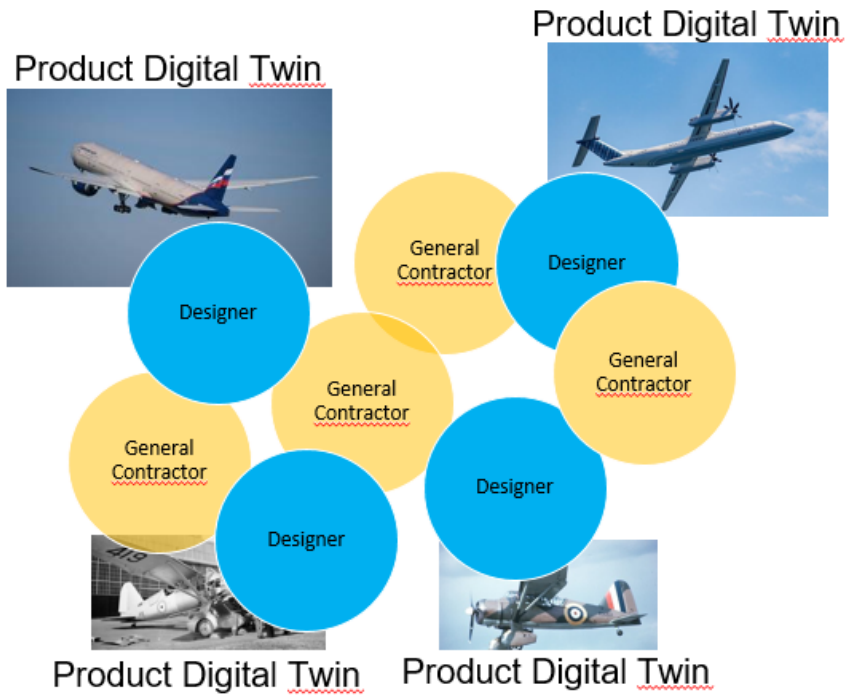 Product Digital Twin
Product Digital Twin
General
Contractor
Designer
Designer
General
Contractor
General
Contractor
General
Contractor
Designer
Designer
419
Product Digital Twin
Product Digital Twin